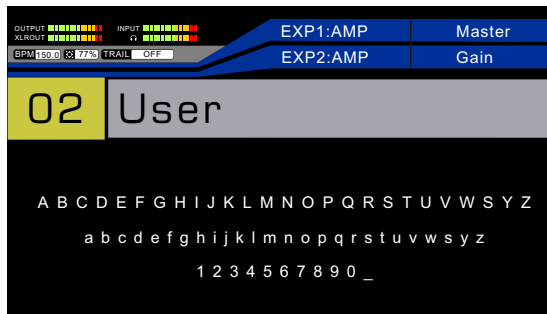 OUTPUT INPUT EXP1:AMP Master
XLROUT
BPM 150.0 77% TRAIL OFF EXP2:AMP Gain
02 User
A B C D E F G H I J K L M N O P Q R S T U V W S Y Z
a b c d e f g h i j k l m n o p q r s t u v w s y z
1 2 3 4 5 6 7 8 9 0 _